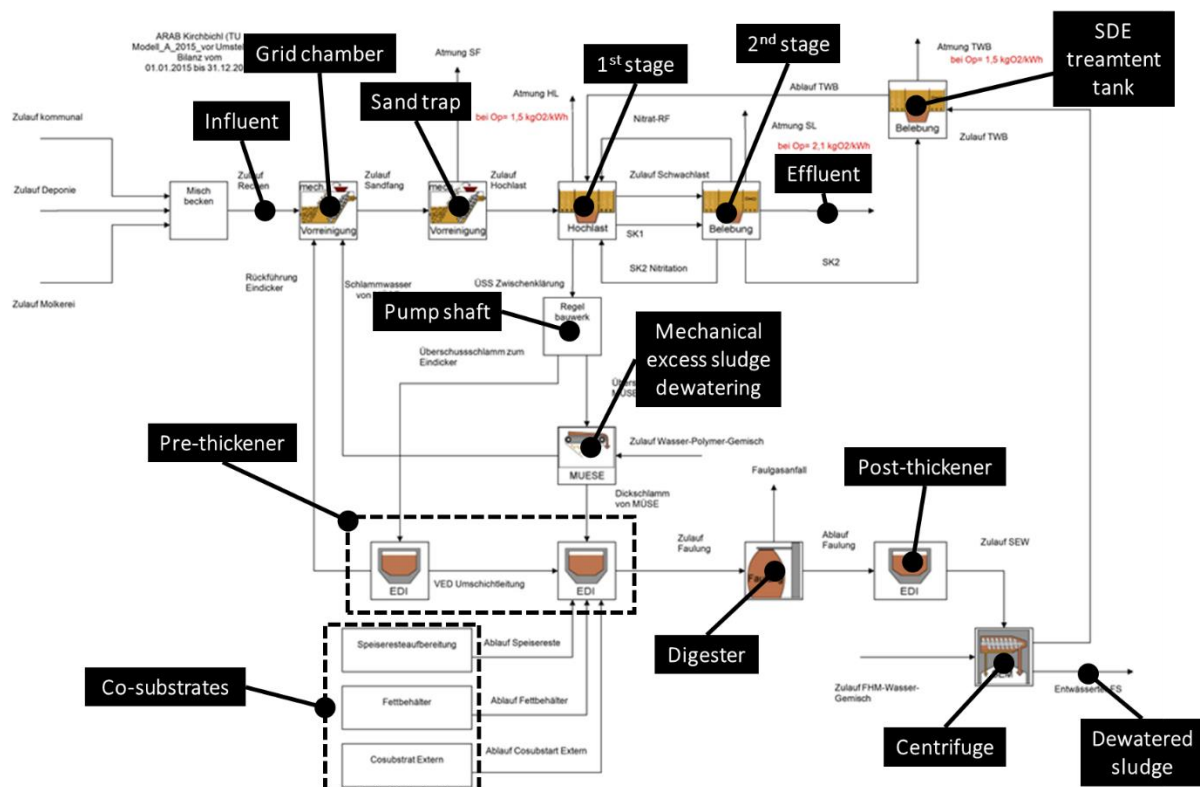 ARAB Kirchbichl (TU
Modell_A_2015_vor Umstel
Bilanz vom
01.01.2015 bis 31.12.20
Grid chamber
Atmung SF
Sand trap
1st stage
2nd stage
SDE
treamtent
tank
Atmung TWB
bei Op= 1,5 kgO2/kWh
Ablauf TWB
Atmung HL
bei Op= 1,5 kgO2/kWh
Nitrat-RF
Atmung SL
bei Op= 2,1 kgO2/kWh
Belebung
Zulauf TWB
Zulauf kommunal
Influent
Zulauf Deponie
Zulauf Molkerei
Misch
becken
Zulauf
Rechen
mech.
Vorreinigung
Zulauf
Sandfang
mech.
Vorreinigung
Zulauf
Hochlast
Hochlast
Zulauf Schwachlast
SK1
Belebung
Effluent
SK2 Nitritation
SK2
Rückführung
Eindicker
Schlammwasser
ÜSS Zwischenklärung
Pump shaft
Regel
bauwerk
Mechanical
excess sludge
dewatering
Überschussschlamm zum
Eindicker
Zulauf Wasser-Polymer-Gemisch
MUESE
Pre-thickener
Dickschlamm
von MÜSE
Faulgasanfall
Post-thickener
EDI
VED Umschichtleitung
EDI
Zulauf
Faulung
Ablauf
Faulung
EDI
Zulauf SEW
Digester
Co-substrates
Speiseresteaufbereitung
Ablauf Speisereste
Fettbehälter
Ablauf Fettbehälter
Cosubstrat Extern
Ablauf Cosubstart Extern
Zulauf FHM-Wasser-
Gemisch
Centrifuge
Dewatered
sludge